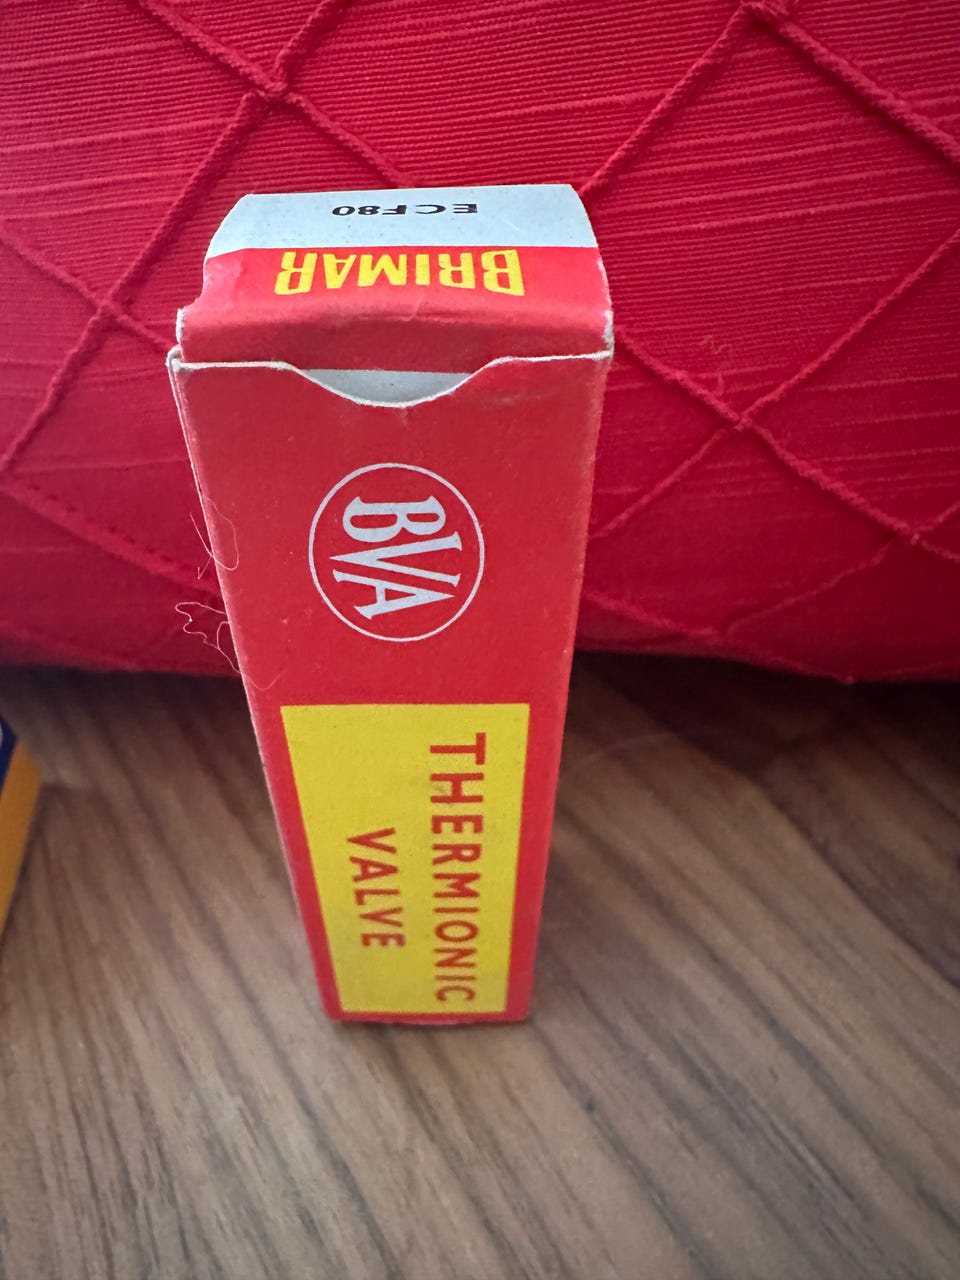 ECF80
BRIMAR
BVA
THERMIONIC
VALVE